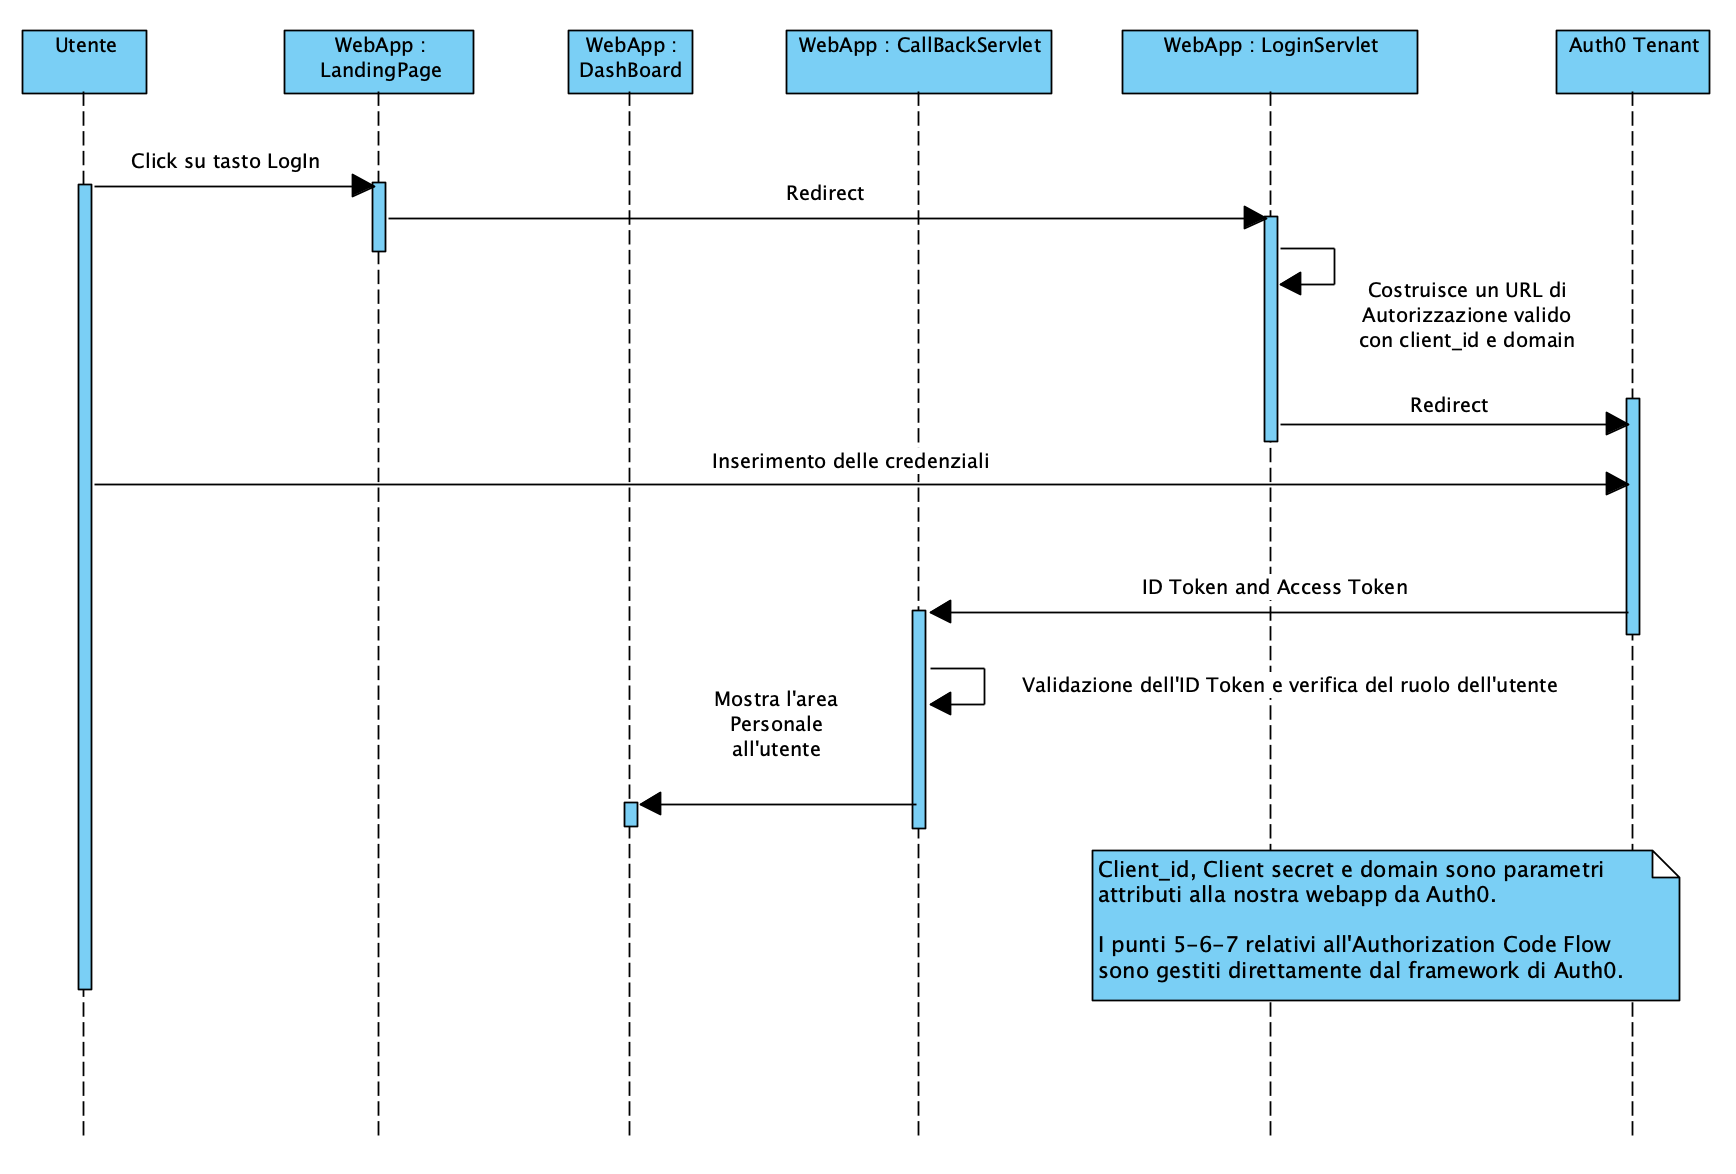 Utente
WebApp :
LandingPage
WebApp :
DashBoard
WebApp : CallBackServlet
WebApp : LoginServlet
Auth0 Tenant
Click su tasto LogIn
Redirect
Costruisce un URL di
Autorizzazione valido
con client_id e domain
Redirect
Inserimento delle credenziali
ID Token and Access Token
Validazione dell'ID Token e verifica del ruolo dell'utente
Mostra l'area
Personale
all'utente
Client_id, Client secret e domain sono parametri
attributi alla nostra webapp da Auth0.
I punti 5-6-7 relativi all'Authorization Code Flow
sono gestiti direttamente dal framework di Auth0.